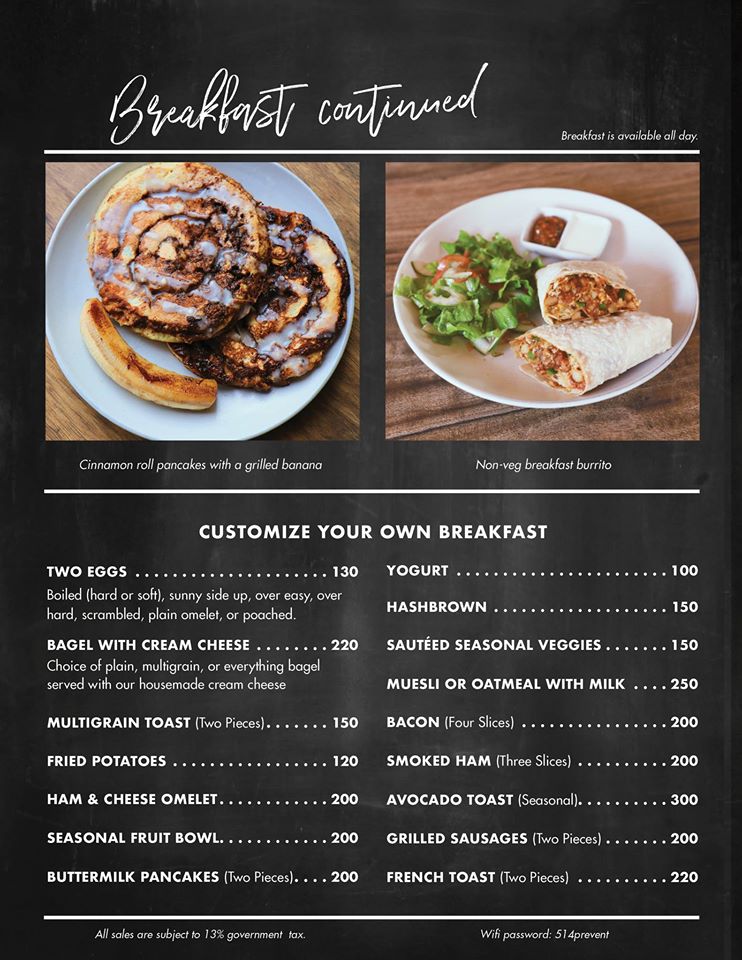 Breakfast continued
Breakfast is available all day.
Cinnamon roll pancakes with a grilled banana
Non-veg breakfast burrito
CUSTOMIZE YOUR OWN BREAKFAST
TWO EGGS . . . . . . . . . . . . . . . . . . . . . 130
Boiled (hard or soft), sunny side up, over easy, over
hard, scrambled, plain omelet, or poached.
BAGEL WITH CREAM CHEESE . . . . . . . . 220
Choice of plain, multigrain, or everything bagel
served with our housemade cream cheese
MULTIGRAIN TOAST (Two Pieces). . . . . . . 150
FRIED POTATOES . . . . . . . . . . . . . . . . . 120
HAM & CHEESE OMELET. . . . . . . . . . . . 200
SEASONAL FRUIT BOWL. . . . . . . . . . . . 200
BUTTERMILK PANCAKES (Two Pieces). . . . 200
YOGURT . . . . . . . . . . . . . . . . . . . . . . . 100
HASHBROWN . . . . . . . . . . . . . . . . . . . 150
SAUTÉED SEASONAL VEGGIES . . . . . . . 150
MUESLI OR OATMEAL WITH MILK . . . . 250
BACON (Four Slices) . . . . . . . . . . . . . . . . 200
SMOKED HAM (Three Slices) . . . . . . . . . . 200
AVOCADO TOAST (Seasonal). . . . . . . . . . 300
GRILLED SAUSAGES (Two Pieces) . . . . . . . 200
FRENCH TOAST (Two Pieces) . . . . . . . . . . 220
All sales are subject to 13% government tax.
Wifi password: 514prevent